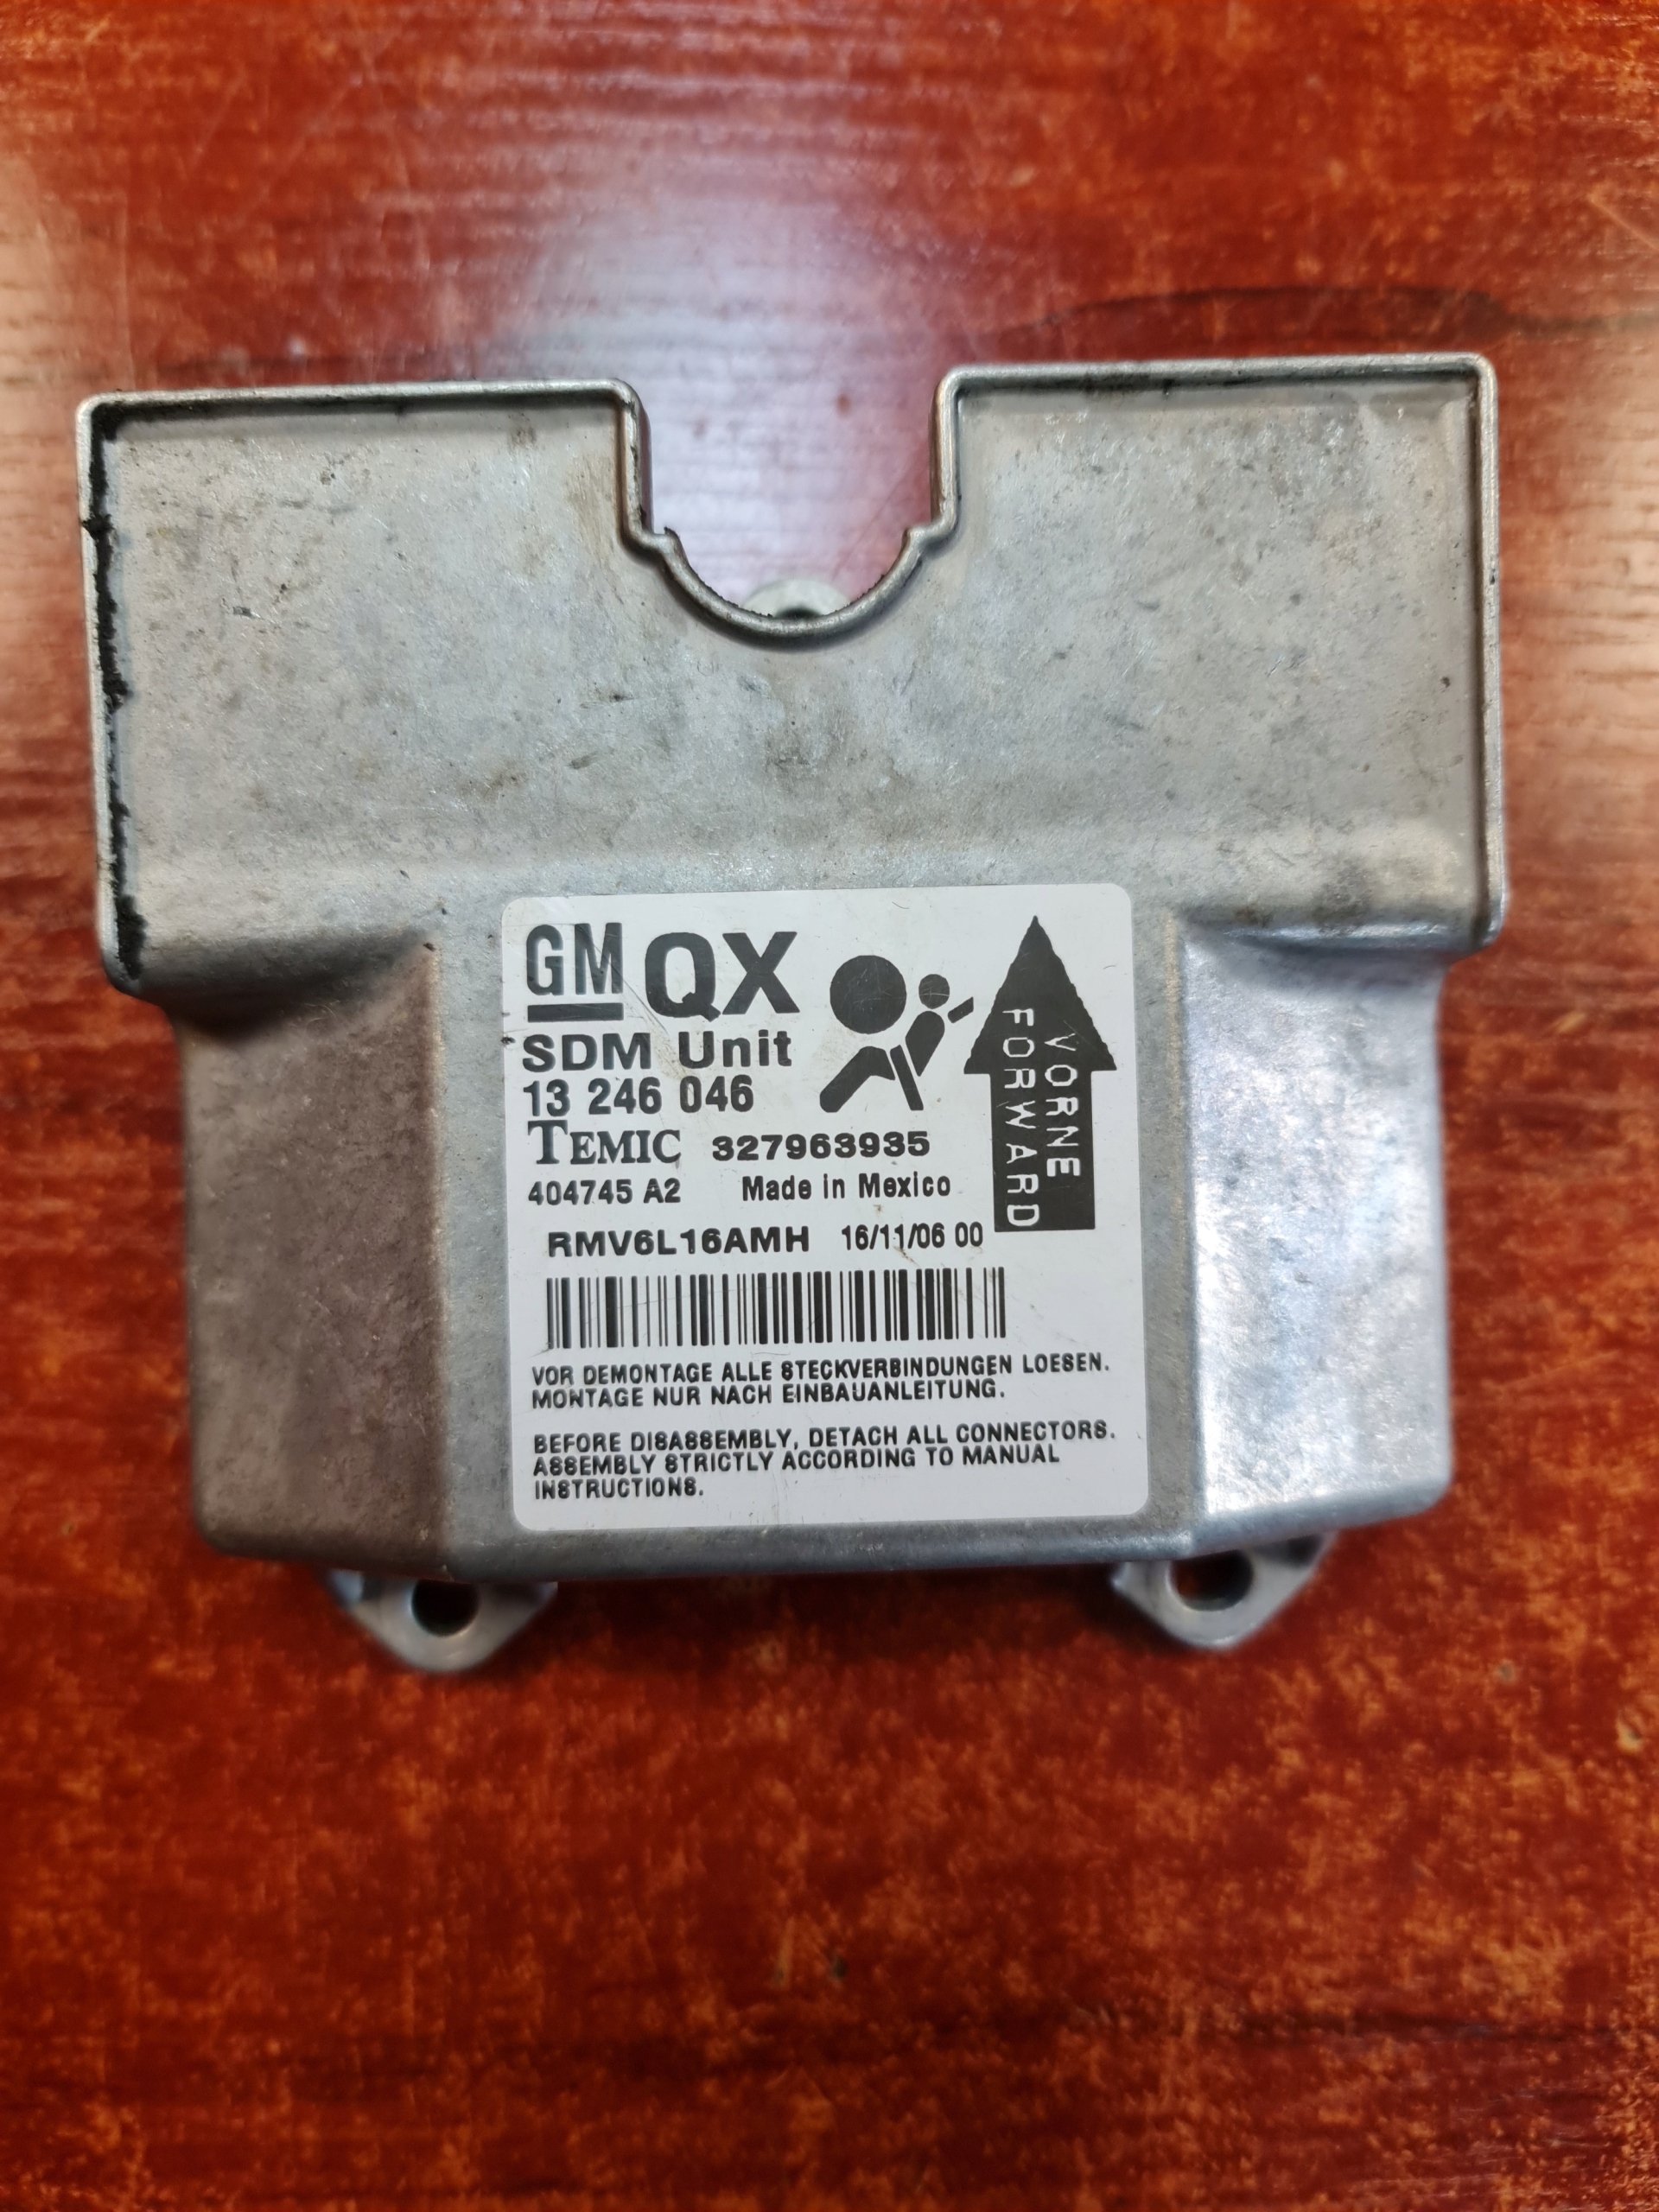 GM QX
SDM Unit
13 246 046
TEMIC 327963935
404745 A2 Made in Mexico
RMV6L16AMH 16/11/06 00
VORNE
FORWARD
VOR DEMONTAGE ALLE STECKVERBINDUNGEN LOESEN.
MONTAGE NUR NACH EINBAUANLEITUNG.
BEFORE DISASSEMBLY, DETACH ALL CONNECTORS.
ASSEMBLY STRICTLY ACCORDING TO MANUAL
INSTRUCTIONS.